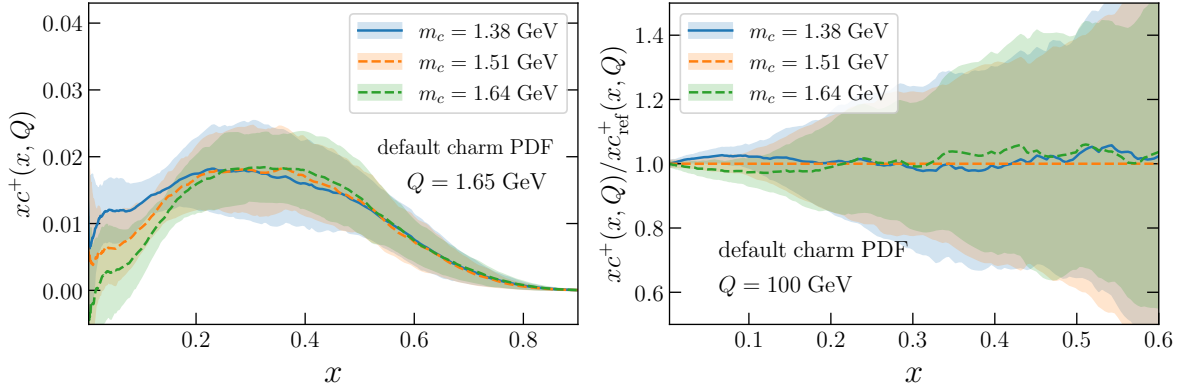 xc⁺(x, Q)
0.04
0.03
0.02
0.01
0.00
m_c = 1.38 GeV
m_c = 1.51 GeV
m_c = 1.64 GeV
default charm PDF
Q = 1.65 GeV
0.2 0.4 0.6 0.8
x
xc⁺(x, Q)/xc⁺_ref(x, Q)
1.4
1.2
1.0
0.8
0.6
m_c = 1.38 GeV
m_c = 1.51 GeV
m_c = 1.64 GeV
default charm PDF
Q = 100 GeV
0.1 0.2 0.3 0.4 0.5 0.6
x